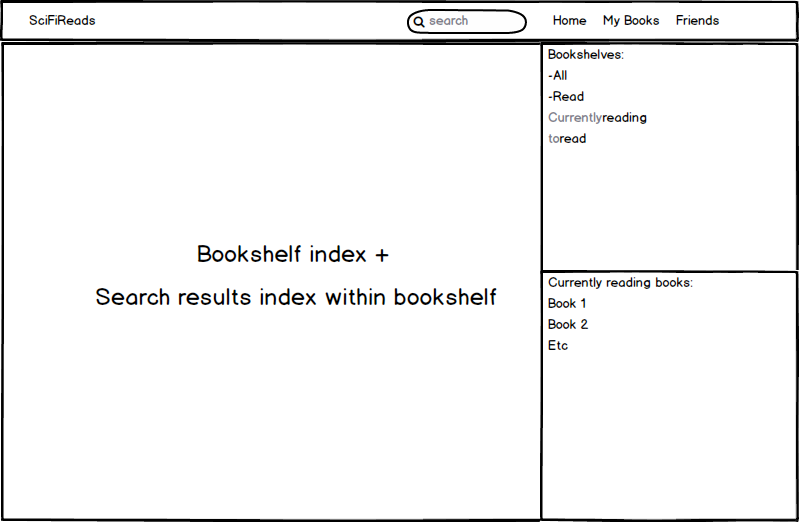 SciFiReads
search
Home
My Books
Friends
Bookshelves:
-All
-Read
Currentlyreading
toread
Bookshelf index +
Search results index within bookshelf
Currently reading books:
Book 1
Book 2
Etc